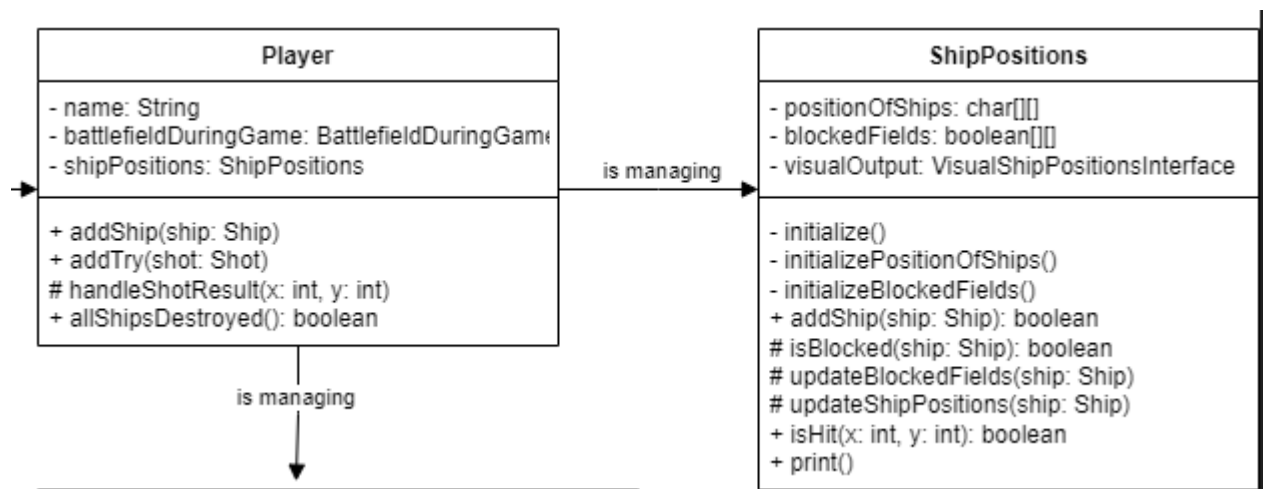 Player
- name: String
- battlefieldDuringGame: BattlefieldDuringGame
- shipPositions: ShipPositions
+ addShip(ship: Ship)
+ addTry(shot: Shot)
# handleShotResult(x: int, y: int)
+ allShipsDestroyed(): boolean
is managing
is managing
ShipPositions
- positionOfShips: char[][]
- blockedFields: boolean[][]
- visualOutput: VisualShipPositionsInterface
- initialize()
- initializePositionOfShips()
- initializeBlockedFields()
+ addShip(ship: Ship): boolean
# isBlocked(ship: Ship): boolean
# updateBlockedFields(ship: Ship)
# updateShipPositions(ship: Ship)
+ isHit(x: int, y: int): boolean
+ print()